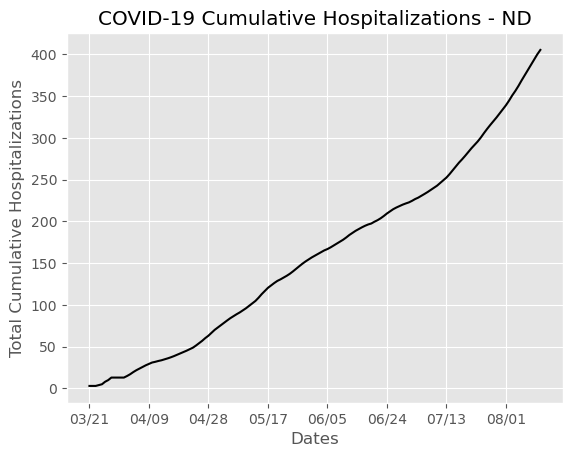 COVID-19 Cumulative Hospitalizations - ND
Total Cumulative Hospitalizations
400
350
300
250
200
150
100
50
0
03/21 04/09 04/28 05/17 06/05 06/24 07/13 08/01
Dates